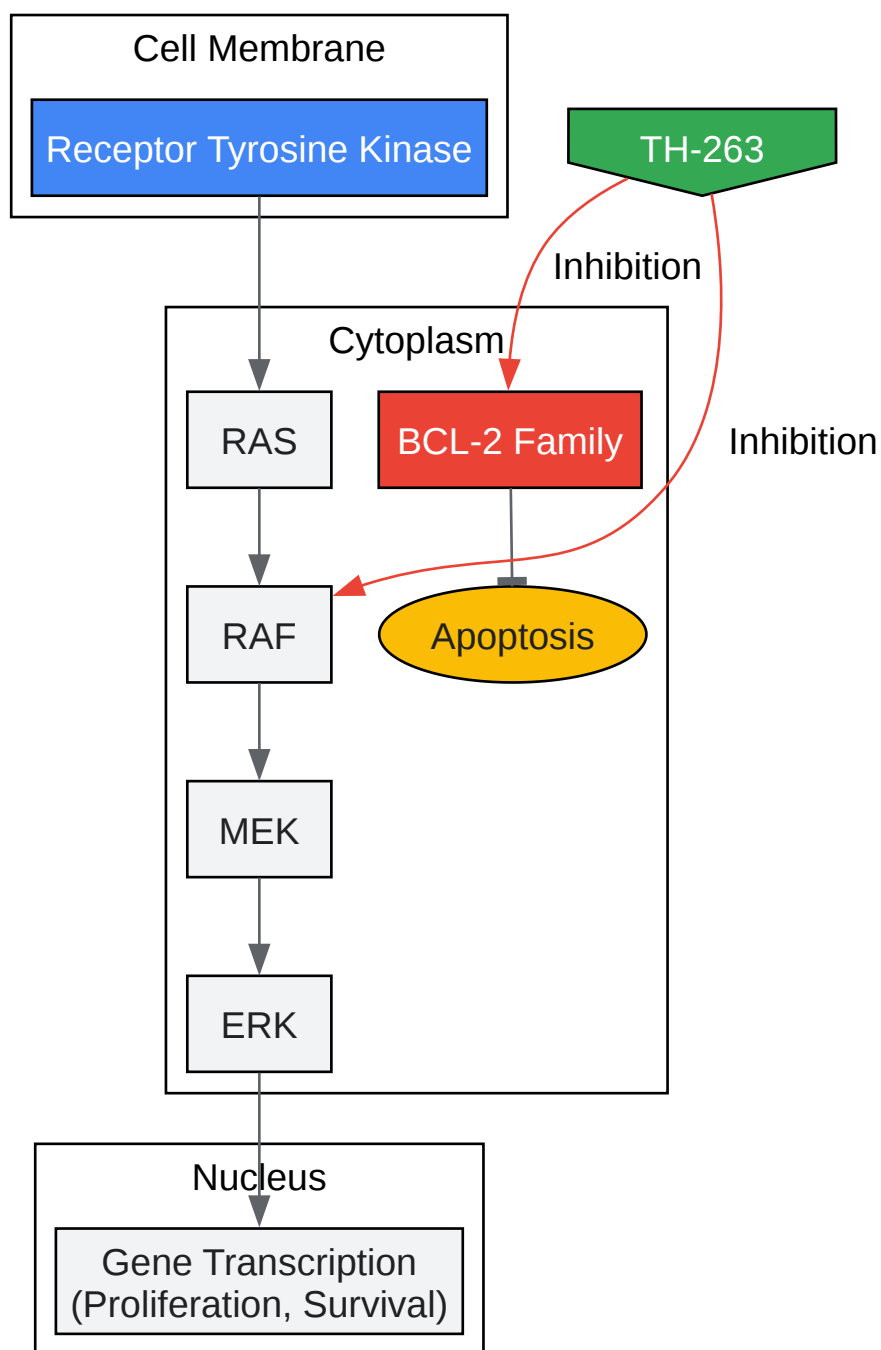 Cell Membrane
Receptor Tyrosine Kinase
TH-263
Inhibition
Cytoplasm
RAS
BCL-2 Family
Inhibition
RAF
Apoptosis
MEK
ERK
Nucleus
Gene Transcription
(Proliferation, Survival)